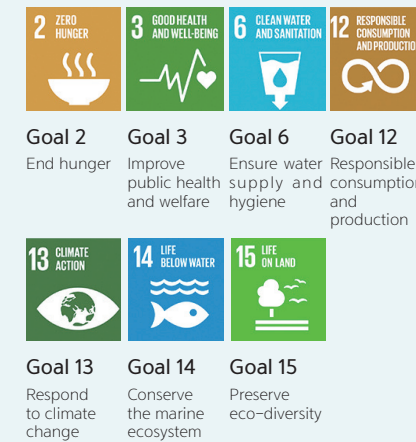 2 ZERO HUNGER
3 GOOD HEALTH AND WELL-BEING
6 CLEAN WATER AND SANITATION
12 RESPONSIBLE CONSUMPTION AND PRODUCTIO
Goal 2
End hunger
Goal 3
Improve
public health
and welfare
Goal 6
Ensure water
supply and
hygiene
Goal 12
Responsible
consumption
and
production
13 CLIMATE ACTION
14 LIFE BELOW WATER
15 LIFE ON LAND
Goal 13
Respond
to climate
change
Goal 14
Conserve
the marine
ecosystem
Goal 15
Preserve
eco-diversity